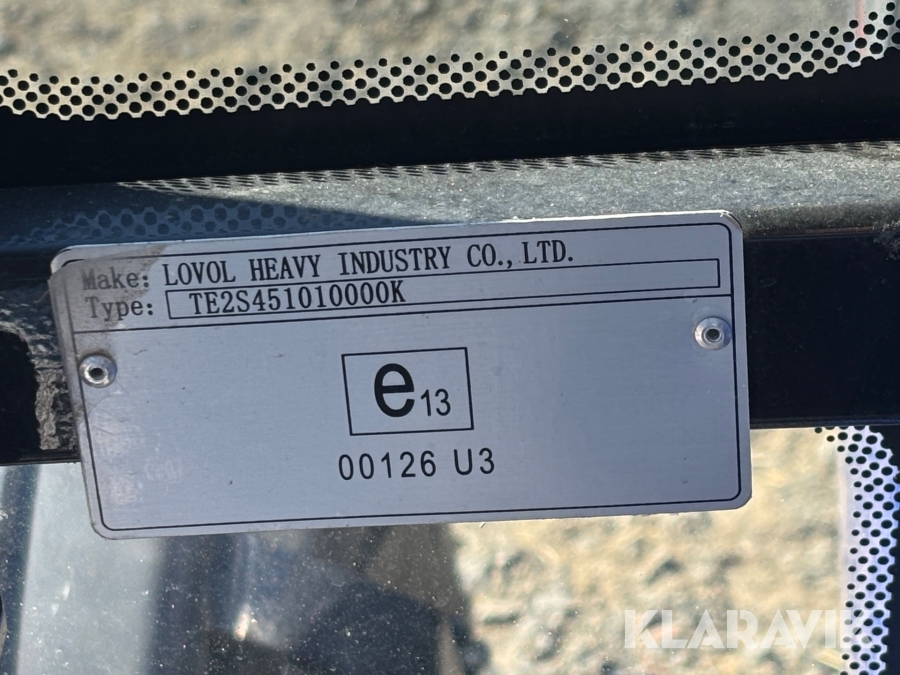 Make: LOVOL HEAVY INDUSTRY CO., LTD.
Type: TE2S451010000K
e13
00126 U3
KLARAVIK